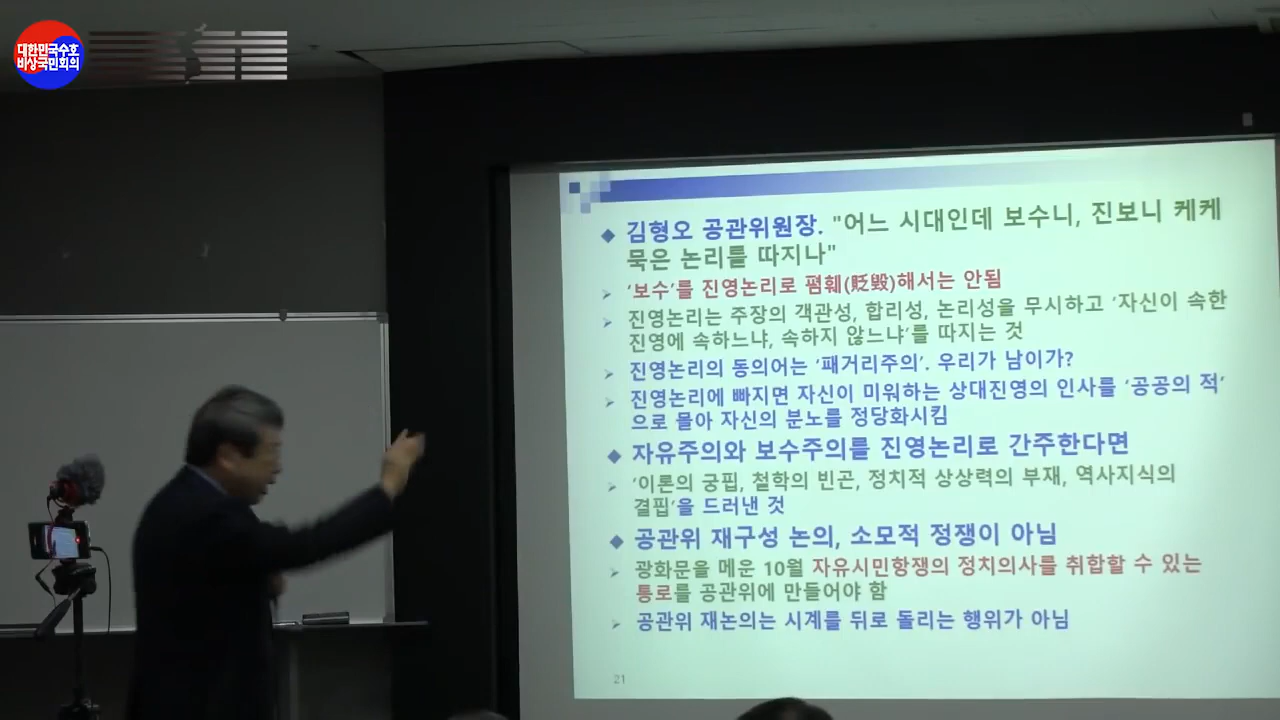 대한민국수호
비상국민회의
김형오 공관위원장. "어느 시대인데 보수니, 진보니 케케
묵은 논리를 따지나"
'보수'를 진영논리로 폄훼(貶毁)해서는 안됨
진영논리는 주장의 객관성, 합리성, 논리성을 무시하고 '자신이 속한
진영에 속하느냐, 속하지 않느냐'를 따지는 것
진영논리의 동의어는 '패거리주의'. 우리가 남이가?
진영논리에 빠지면 자신이 미워하는 상대진영의 인사를 '공공의 적'
으로 몰아 자신의 분노를 정당화시킴
자유주의와 보수주의를 진영논리로 간주한다면
'이론의 궁핍, 철학의 빈곤, 정치적 상상력의 부재, 역사지식의
결핍'을 드러낸 것
공관위 재구성 논의, 소모적 정쟁이 아님
광화문을 메운 10월 자유시민항쟁의 정치의사를 취합할 수 있는
통로를 공관위에 만들어야 함
공관위 재논의는 시계를 뒤로 돌리는 행위가 아님
21